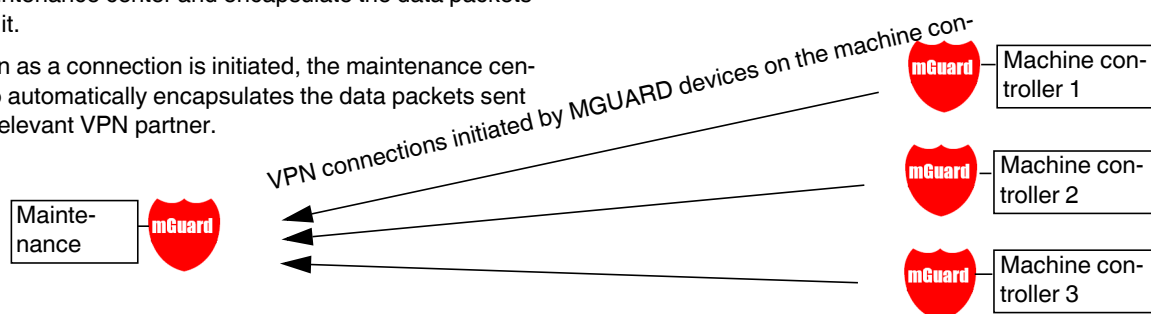 ntenance center and encapsulate the data packets
it.
n as a connection is initiated, the maintenance cen-
automatically encapsulates the data packets sent
relevant VPN partner.
VPN connections initiated by MGUARD devices on the machine con-
mGuard
Machine con-
troller 1
mGuard
Machine con-
troller 2
Mainte-
nance
mGuard
mGuard
Machine con-
troller 3